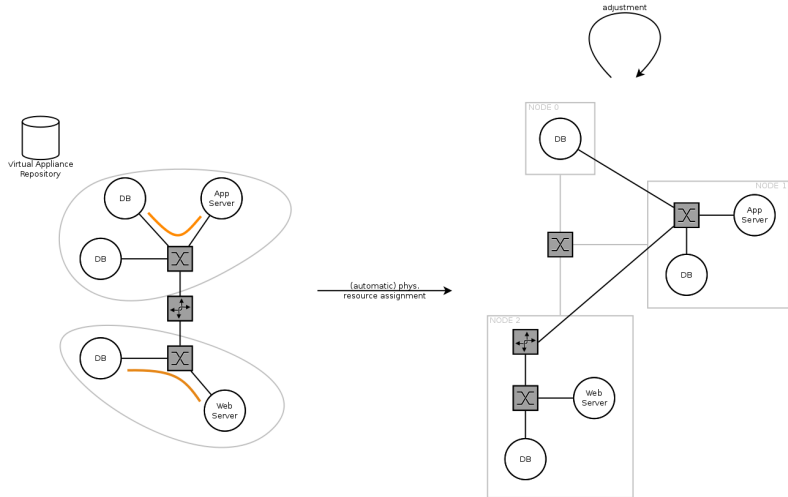 adjustment
NODE 0
DB
Virtual Appliance
Repository
DB
App
Server
DB
NODE 1
App
Server
DB
(automatic) phys.
resource assignment
NODE 2
DB
Web
Server
Web
Server
DB